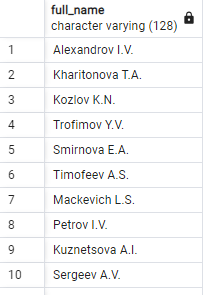 full_name
character varying (128)
1 Alexandrov I.V.
2 Kharitonova T.A.
3 Kozlov K.N.
4 Trofimov Y.V.
5 Smirnova E.A.
6 Timofeev A.S.
7 Mackevich L.S.
8 Petrov I.V.
9 Kuznetsova A.I.
10 Sergeev A.V.